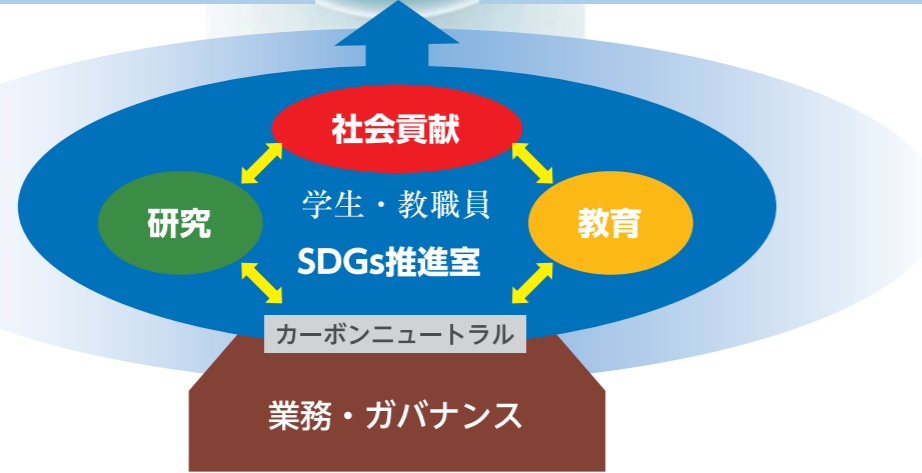 社会貢献
研究
学生・教職員
教育
SDGs推進室
カーボンニュートラル
業務・ガバナンス